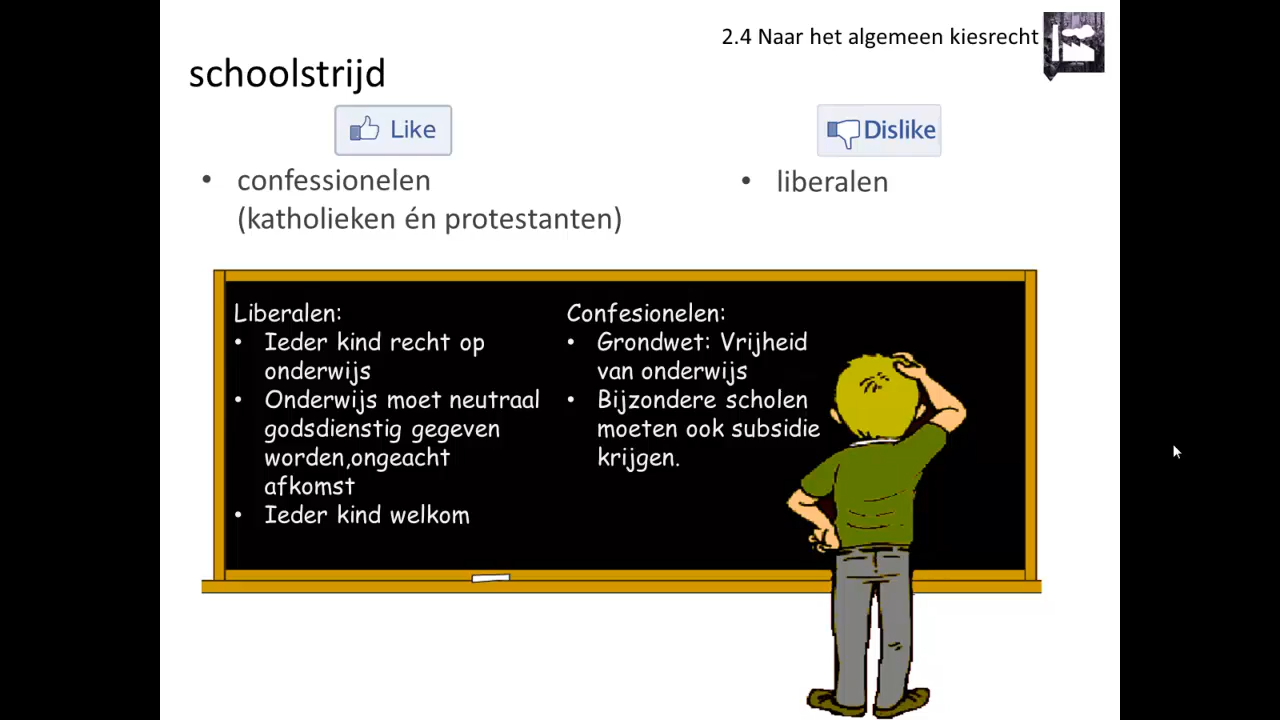 2.4 Naar het algemeen kiesrecht
schoolstrijd
Like
Dislike
• confessionelen
(katholieken én protestanten)
• liberalen
Liberalen:
• Ieder kind recht op
onderwijs
• Onderwijs moet neutraal
godsdienstig gegeven
worden,ongeacht
afkomst
• Ieder kind welkom
Confesionelen:
• Grondwet: Vrijheid
van onderwijs
• Bijzondere scholen
moeten ook subsidie
krijgen.